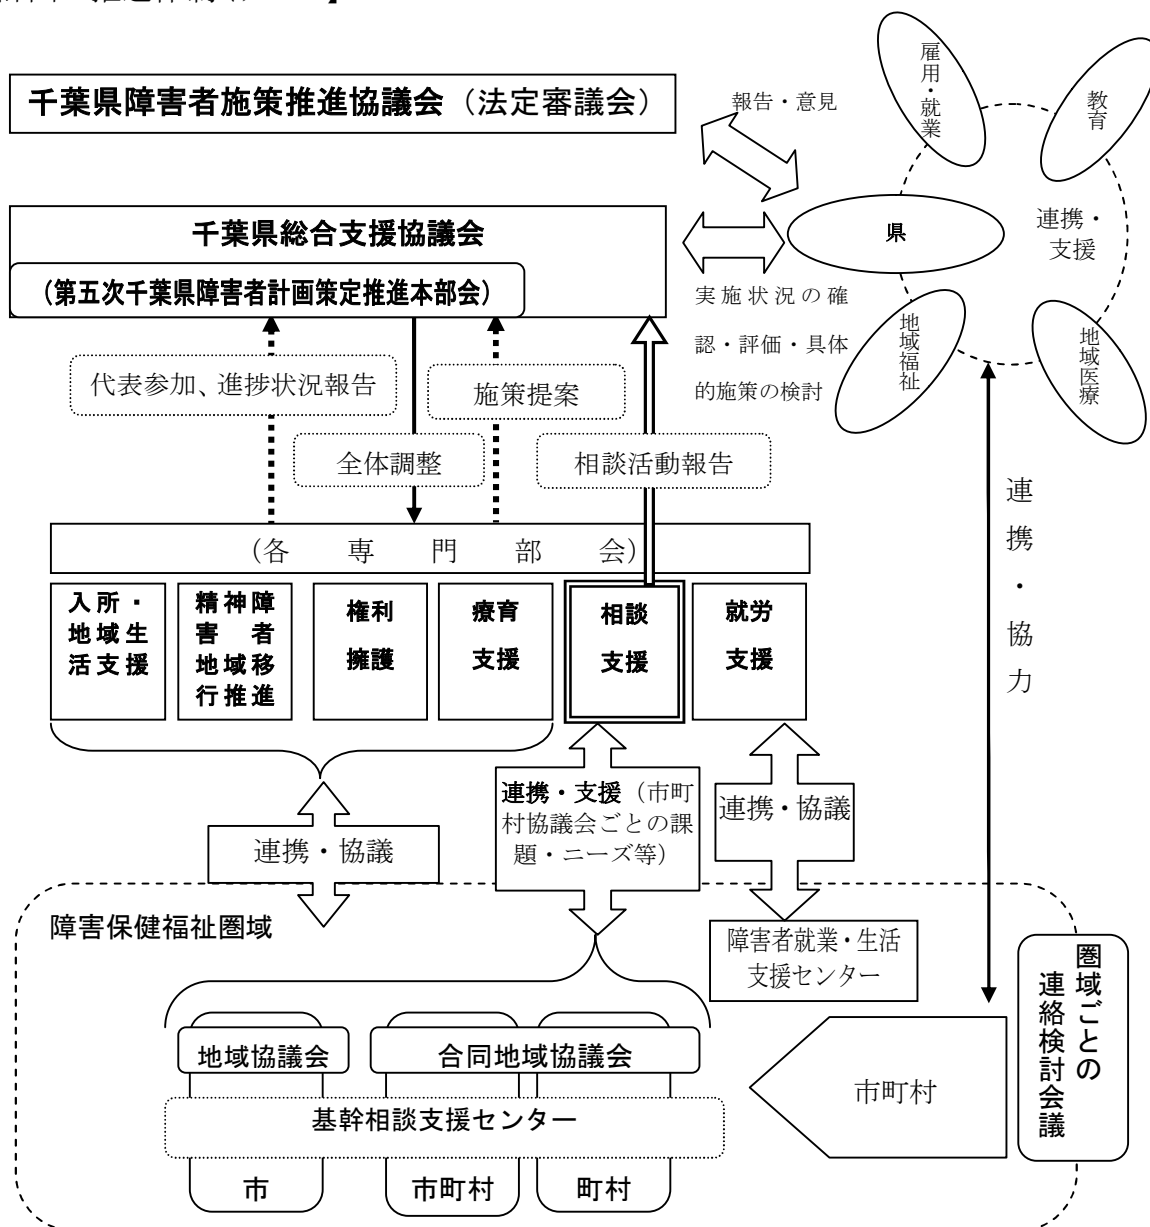 千葉県障害者施策推進協議会（法定審議会）
報告・意見
雇用・就業
教育
千葉県総合支援協議会
（第五次千葉県障害者計画策定推進本部会）
県
連携・
支援
実施状況の確
認・評価・具体
的施策の検討
地域福祉
地域医療
代表参加、進捗状況報告
施策提案
全体調整
相談活動報告
連携・協力
（各専門部会）
入所・
地域生
活支援
精神障
害者
地域移
行推進
権利
擁護
療育
支援
相談
支援
就労
支援
連携・協議
連携・支援（市町
村協議会ごとの課
題・ニーズ等）
連携・協議
障害保健福祉圏域
障害者就業・生活
支援センター
圏域ごとの
連絡検討会議
地域協議会
合同地域協議会
市町村
基幹相談支援センター
市
市町村
町村